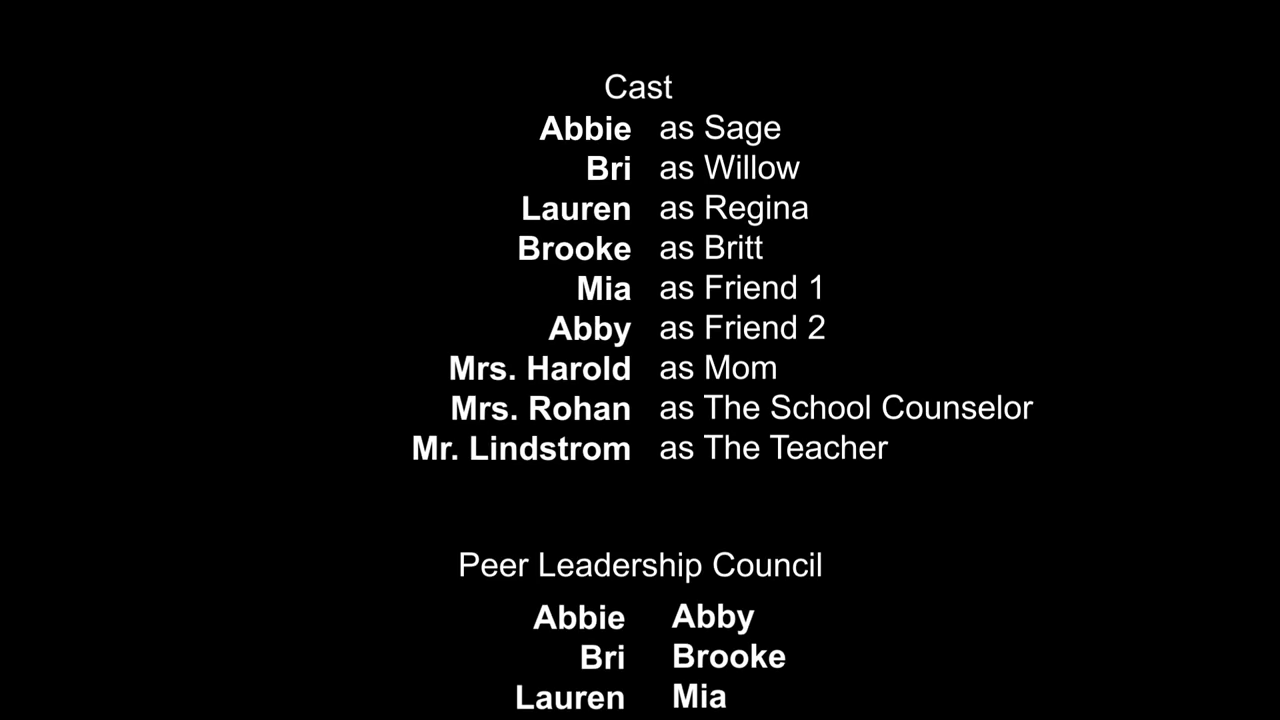 Cast
Abbie as Sage
Bri as Willow
Lauren as Regina
Brooke as Britt
Mia as Friend 1
Abby as Friend 2
Mrs. Harold as Mom
Mrs. Rohan as The School Counselor
Mr. Lindstrom as The Teacher
Peer Leadership Council
Abbie Abby
Bri Brooke
Lauren Mia